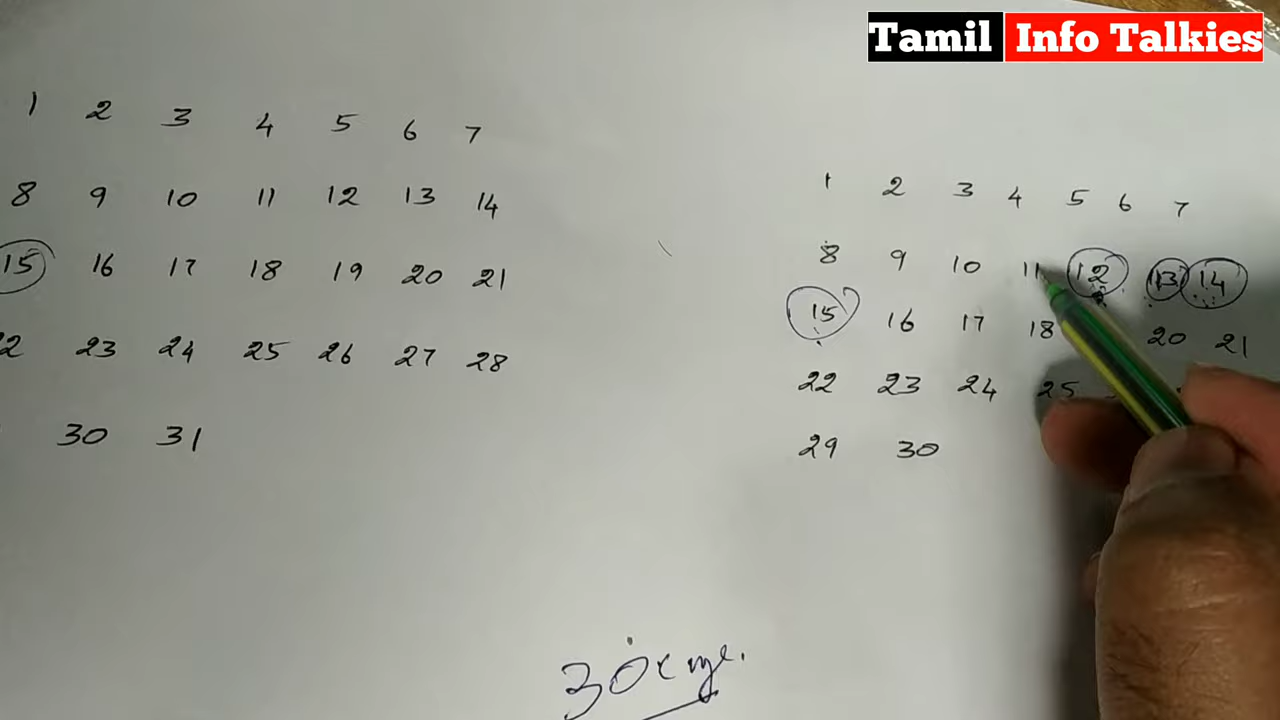 Tamil Info Talkies
1 2 3 4 5 6 7
8 9 10 11 12 13 14
15 16 17 18 19 20 21
22 23 24 25 26 27 28
30 31
1 2 3 4 5 6 7
8 9 10 11 12 13 14
15 16 17 18 20 21
22 23 24 25
29 30
30